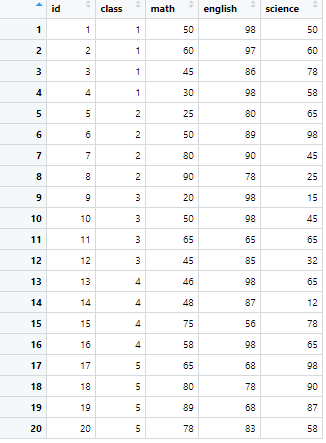 id class math english science
1 1 1 50 98 50
2 2 1 60 97 60
3 3 1 45 86 78
4 4 1 30 98 58
5 5 2 25 80 65
6 6 2 50 89 98
7 7 2 80 90 45
8 8 2 90 78 25
9 9 3 20 98 15
10 10 3 50 98 45
11 11 3 65 65 65
12 12 3 45 85 32
13 13 4 46 98 65
14 14 4 48 87 12
15 15 4 75 56 78
16 16 4 58 98 65
17 17 5 65 68 98
18 18 5 80 78 90
19 19 5 89 68 87
20 20 5 78 83 58